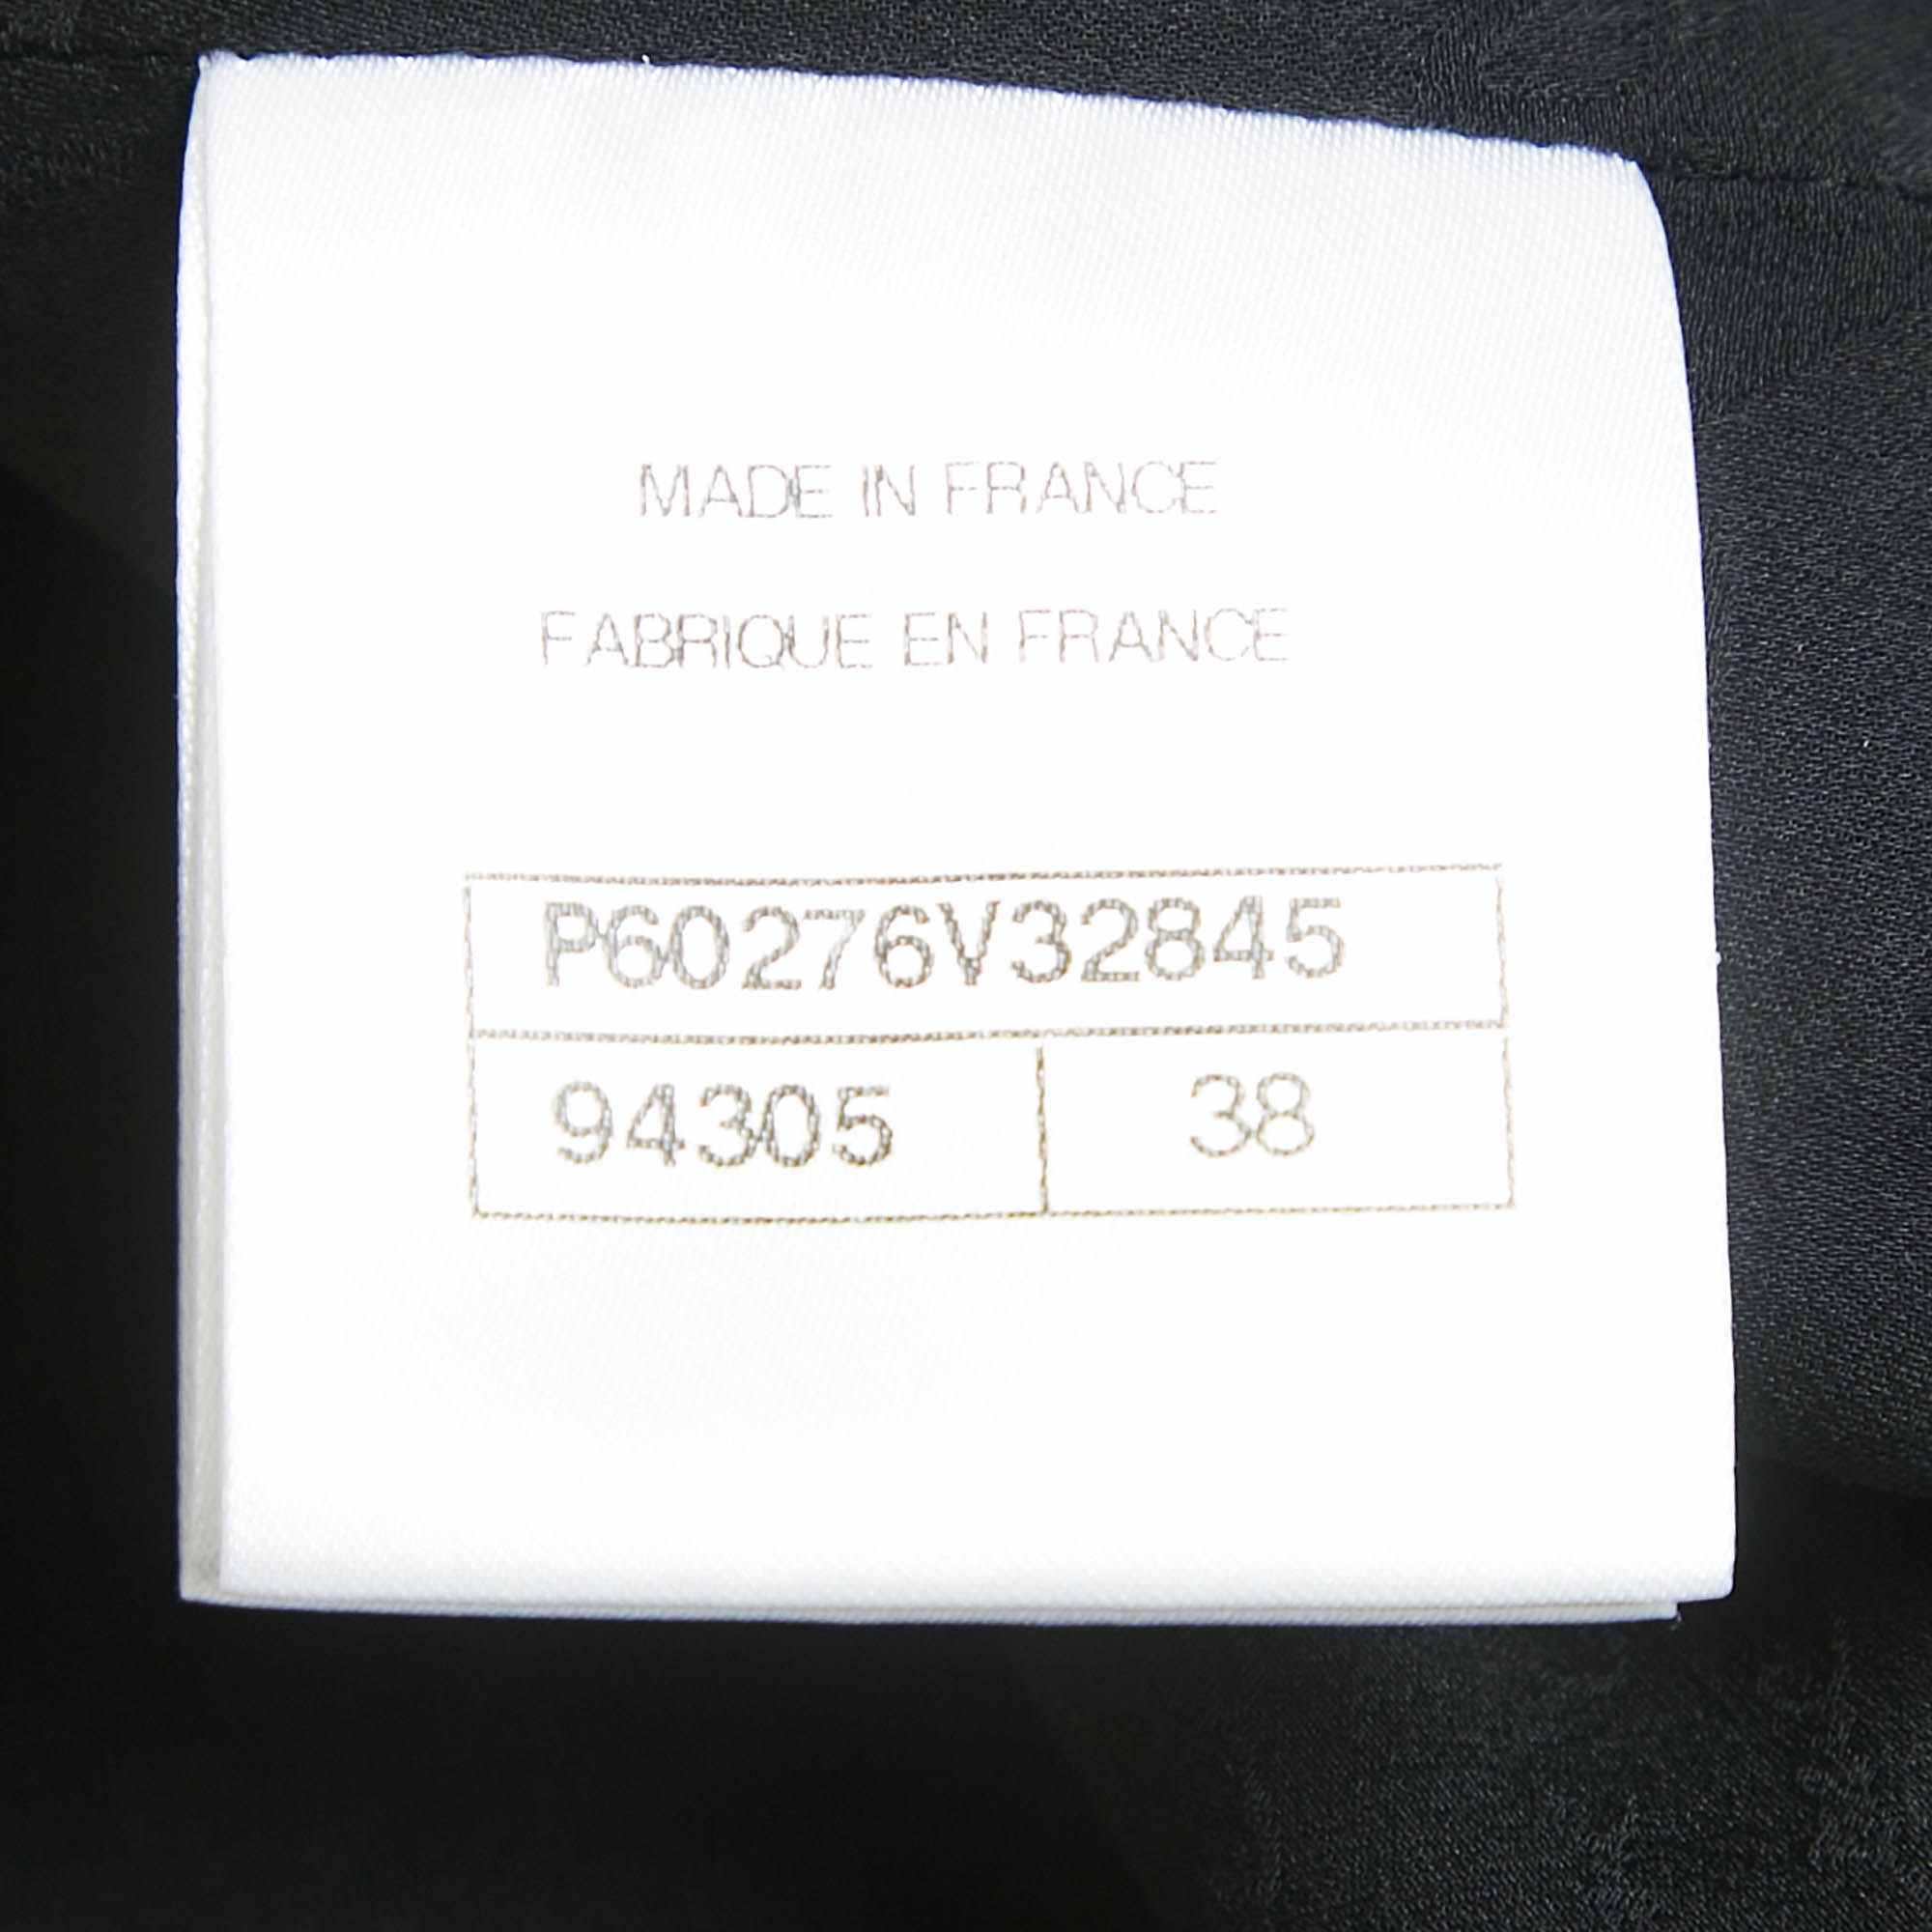 MADE IN FRANCE
FABRIQUE EN FRANCE
P60276V32845
94305 38